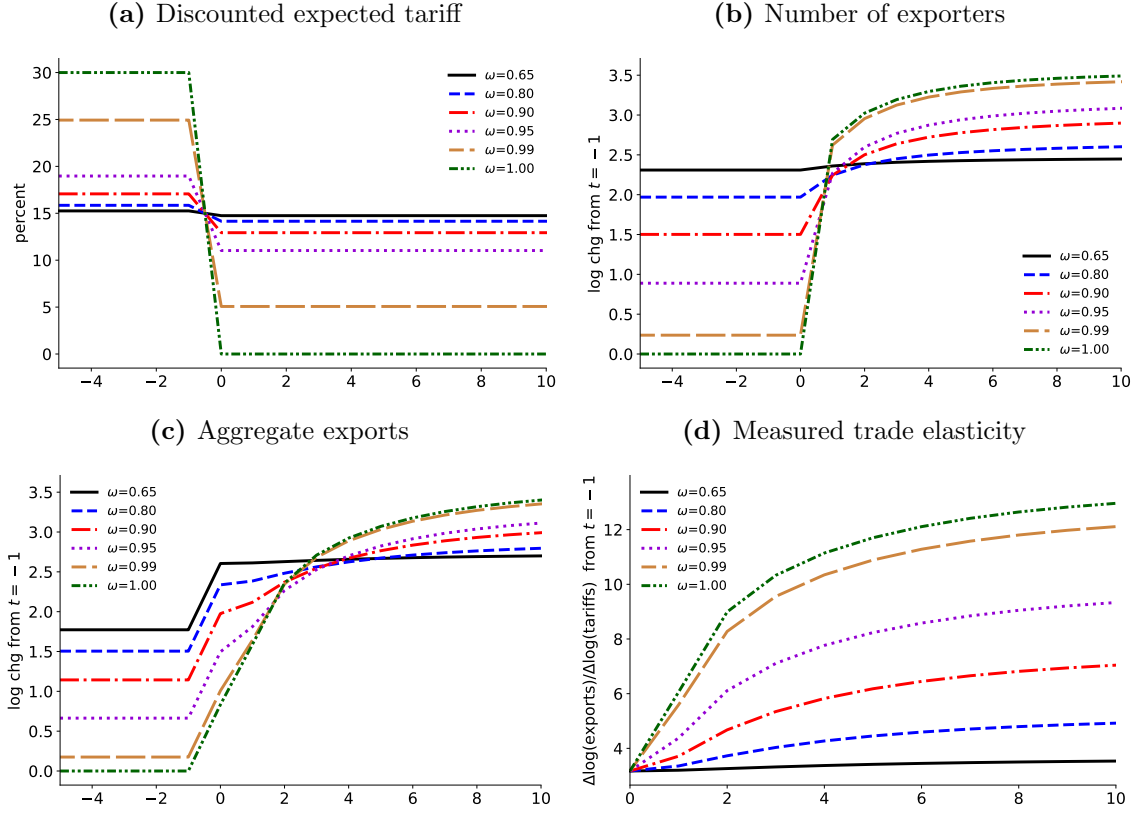 (a) Discounted expected tariff
percent
30
25
20
15
10
5
0
−4 −2 0 2 4 6 8 10
ω=0.65
ω=0.80
ω=0.90
ω=0.95
ω=0.99
ω=1.00
(b) Number of exporters
log chg from t = −1
3.5
3.0
2.5
2.0
1.5
1.0
0.5
0.0
−4 −2 0 2 4 6 8 10
ω=0.65
ω=0.80
ω=0.90
ω=0.95
ω=0.99
ω=1.00
(c) Aggregate exports
log chg from t = −1
3.5
3.0
2.5
2.0
1.5
1.0
0.5
0.0
−4 −2 0 2 4 6 8 10
ω=0.65
ω=0.80
ω=0.90
ω=0.95
ω=0.99
ω=1.00
(d) Measured trade elasticity
Δlog(exports)/Δlog(tariffs) from t = −1
12
10
8
6
4
0 2 4 6 8 10
ω=0.65
ω=0.80
ω=0.90
ω=0.95
ω=0.99
ω=1.00